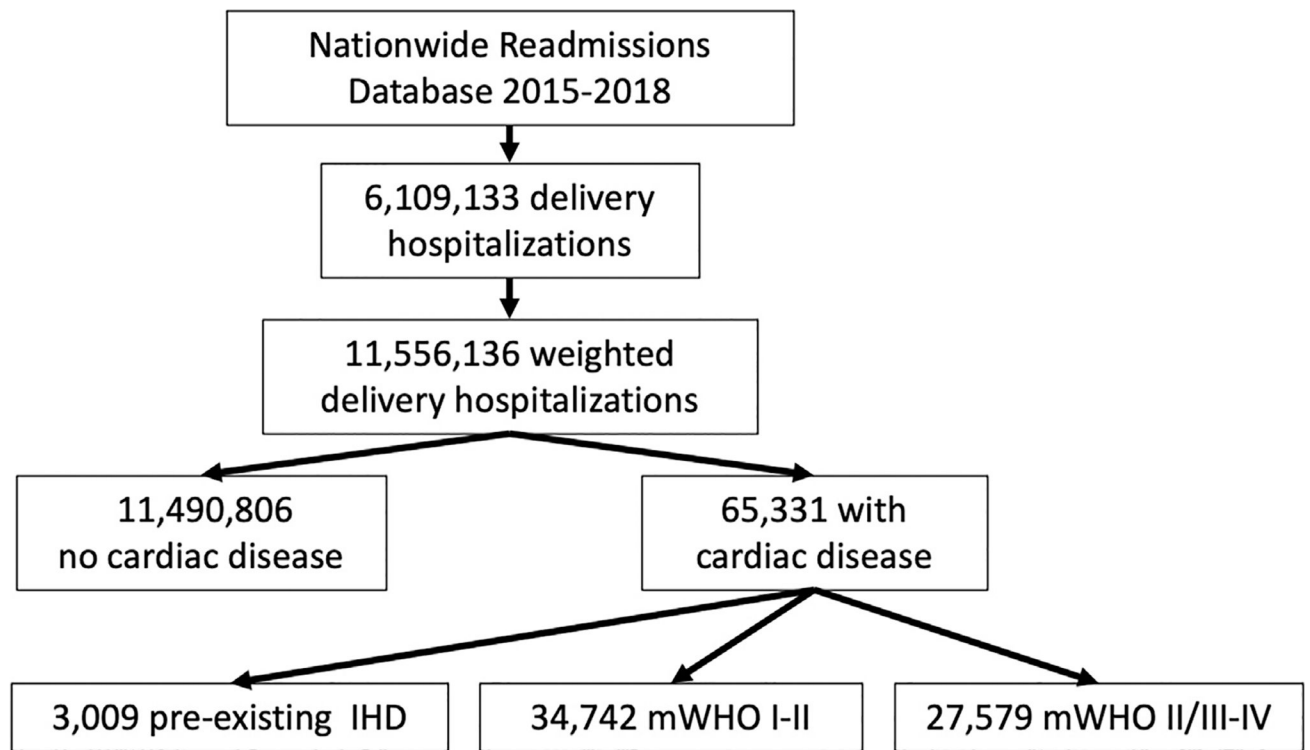 Nationwide Readmissions
Database 2015-2018
6,109,133 delivery
hospitalizations
11,556,136 weighted
delivery hospitalizations
11,490,806
no cardiac disease
65,331 with
cardiac disease
3,009 pre-existing IHD
34,742 mWHO I-II
27,579 mWHO II/III-IV